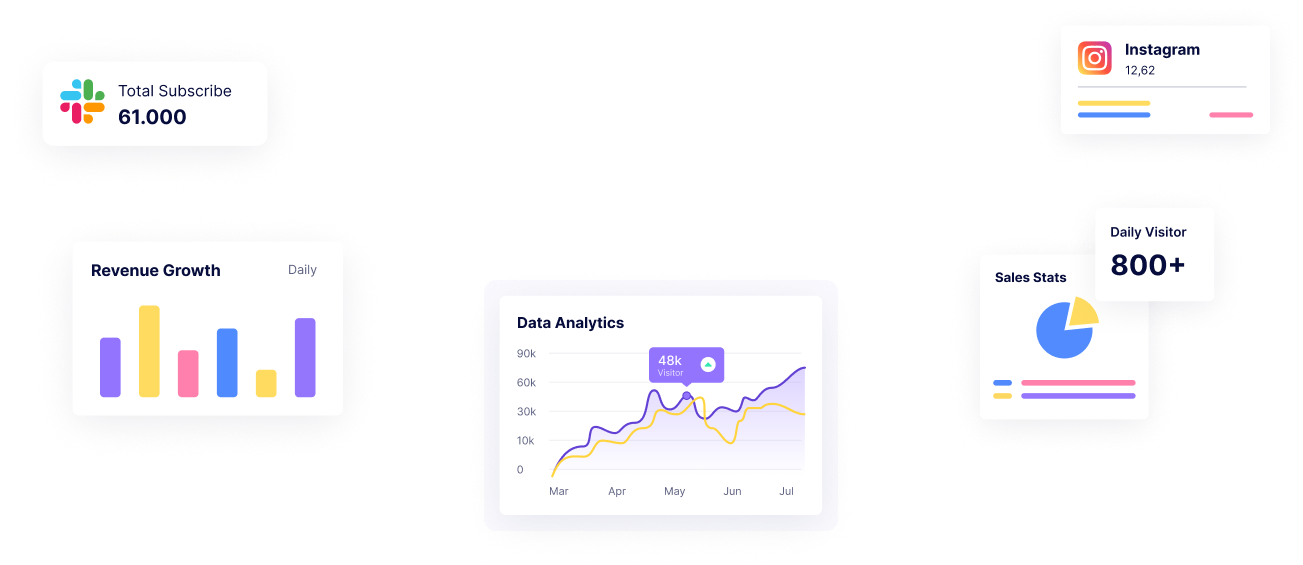 Total Subscribe
61.000
Instagram
12,62
Revenue Growth
Daily
Daily Visitor
800+
Sales Stats
Data Analytics
90k
60k
30k
10k
0
48k
Visitor
Mar Apr May Jun Jul